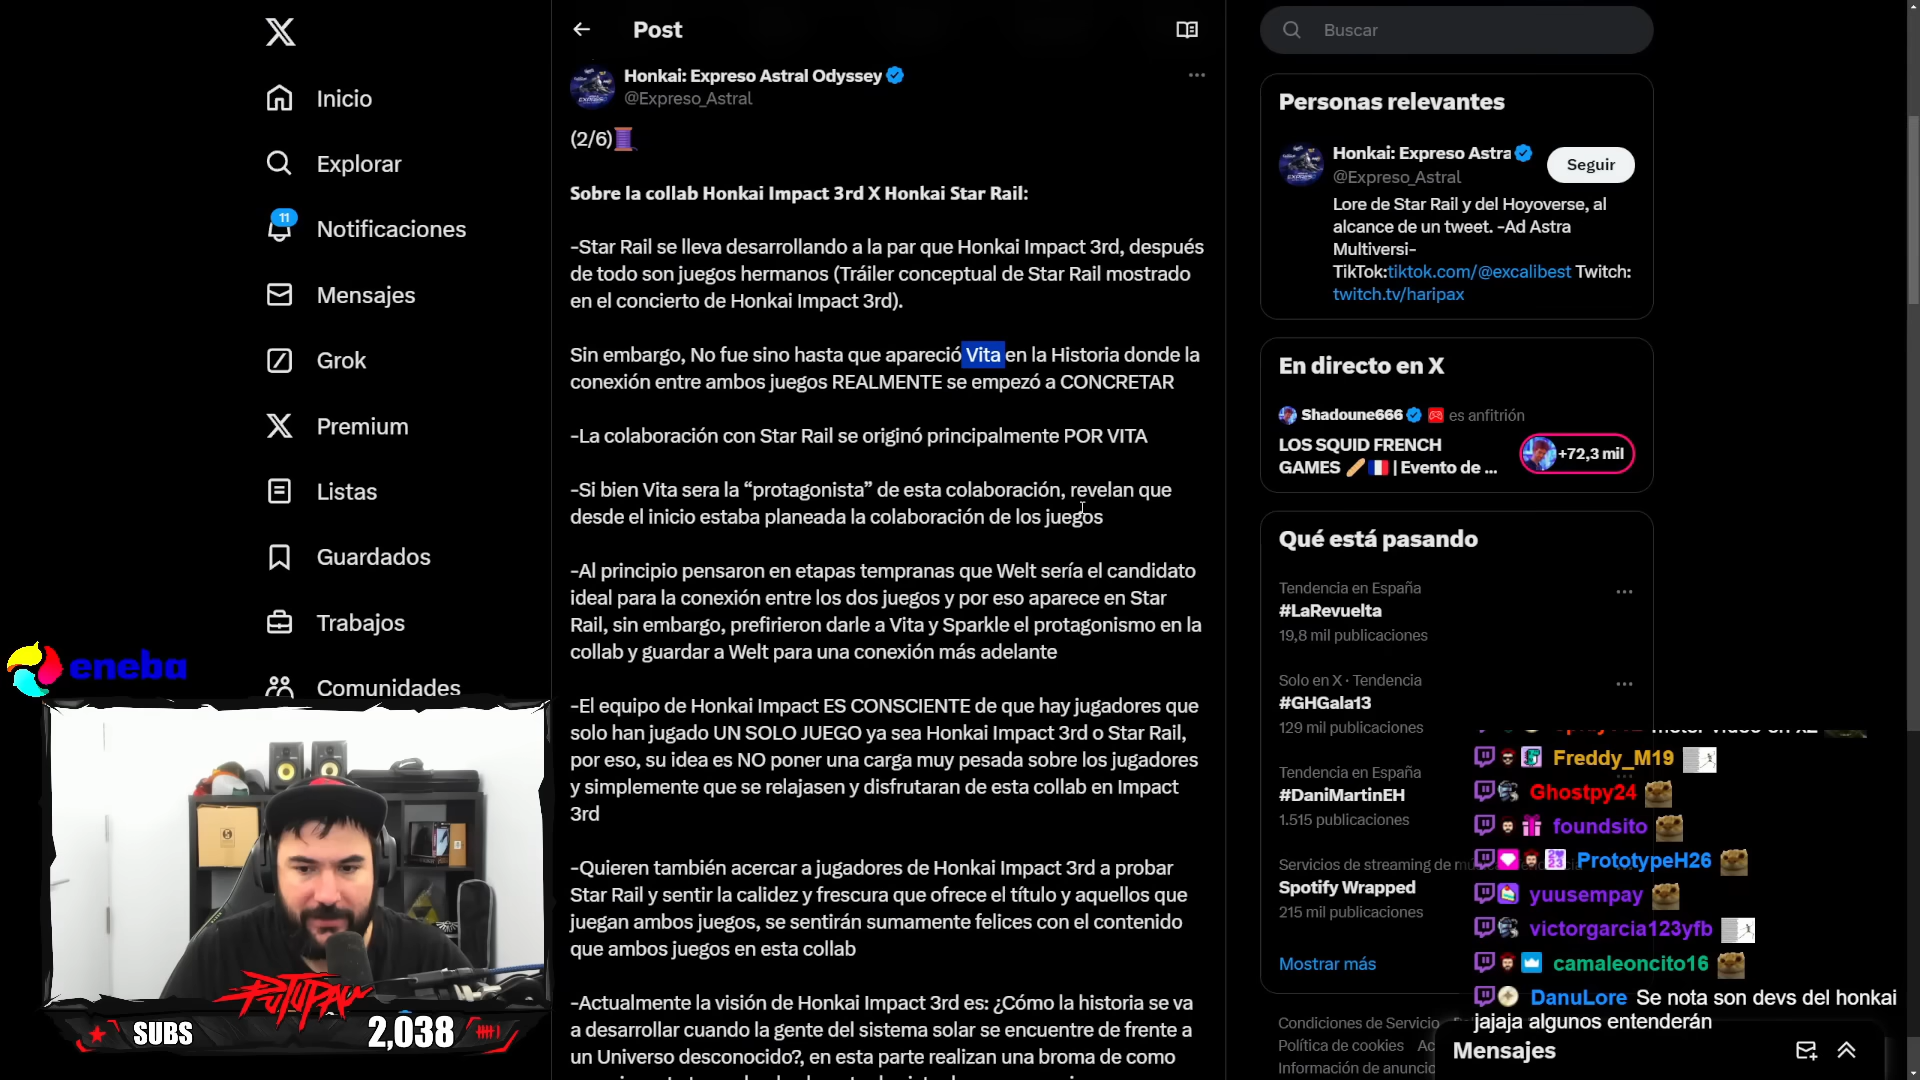 Inicio
Explorar
11
Notificaciones
Mensajes
Grok
Premium
Listas
Guardados
Trabajos
Comunidades
eneba
SUBS
2,038
Post
Honkai: Expreso Astral Odyssey
@Expreso_Astral
(2/6)🧵
Sobre la collab Honkai Impact 3rd X Honkai Star Rail:
-Star Rail se lleva desarrollando a la par que Honkai Impact 3rd, después
de todo son juegos hermanos (Tráiler conceptual de Star Rail mostrado
en el concierto de Honkai Impact 3rd).
Sin embargo, No fue sino hasta que apareció Vita en la Historia donde la
conexión entre ambos juegos REALMENTE se empezó a CONCRETAR
-La colaboración con Star Rail se originó principalmente POR VITA
-Si bien Vita sera la “protagonista” de esta colaboración, revelan que
desde el inicio estaba planeada la colaboración de los juegos
-Al principio pensaron en etapas tempranas que Welt sería el candidato
ideal para la conexión entre los dos juegos y por eso aparece en Star
Rail, sin embargo, prefirieron darle a Vita y Sparkle el protagonismo en la
collab y guardar a Welt para una conexión más adelante
-El equipo de Honkai Impact ES CONSCIENTE de que hay jugadores que
solo han jugado UN SOLO JUEGO ya sea Honkai Impact 3rd o Star Rail,
por eso, su idea es NO poner una carga muy pesada sobre los jugadores
y simplemente que se relajasen y disfrutaran de esta collab en Impact
3rd
-Quieren también acercar a jugadores de Honkai Impact 3rd a probar
Star Rail y sentir la calidez y frescura que ofrece el título y aquellos que
juegan ambos juegos, se sentirán sumamente felices con el contenido
que ambos juegos en esta collab
-Actualmente la visión de Honkai Impact 3rd es: ¿Cómo la historia se va
a desarrollar cuando la gente del sistema solar se encuentre de frente a
un Universo desconocido?, en esta parte realizan una broma de como
Buscar
Personas relevantes
Honkai: Expreso Astra
@Expreso_Astral
Seguir
Lore de Star Rail y del Hoyoverse, al
alcance de un tweet. -Ad Astra
Multiversi-
TikTok:tiktok.com/@excalibest Twitch:
twitch.tv/haripax
En directo en X
Shadoune666 es anfitrión
LOS SQUID FRENCH
GAMES 🥖🇫🇷 | Evento de ...
+72,3 mil
Qué está pasando
Tendencia en España
#LaRevuelta
19,8 mil publicaciones
Solo en X · Tendencia
#GHGala13
129 mil publicaciones
Tendencia en España
#DaniMartinEH
1.515 publicaciones
Servicios de streaming de
Spotify Wrapped
215 mil publicaciones
Mostrar más
Condiciones de Servicio
Política de cookies
Información de anuncio
Freddy_M19
Ghostpy24
foundsito
PrototypeH26
yuusempay
victorgarcia123yfb
camaleoncito16
DanuLore Se nota son devs del honkai
jajaja algunos entenderán
Mensajes